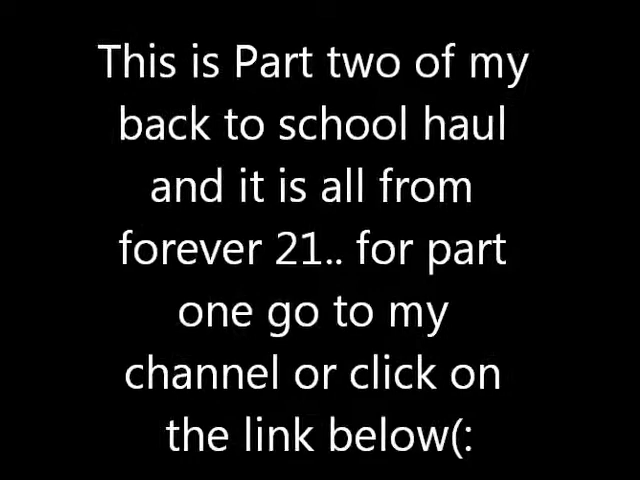 This is Part two of my
back to school haul
and it is all from
forever 21.. for part
one go to my
channel or click on
the link below(: